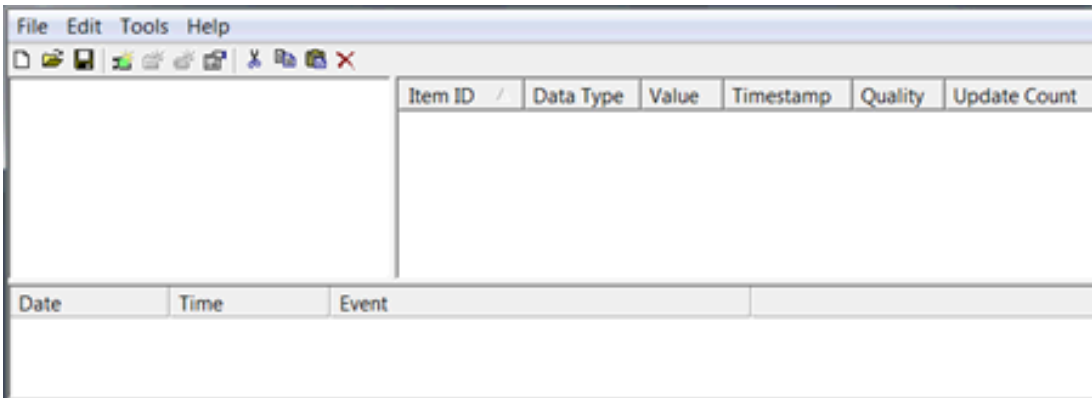 File Edit Tools Help
Item ID Data Type Value Timestamp Quality Update Count
Date Time Event